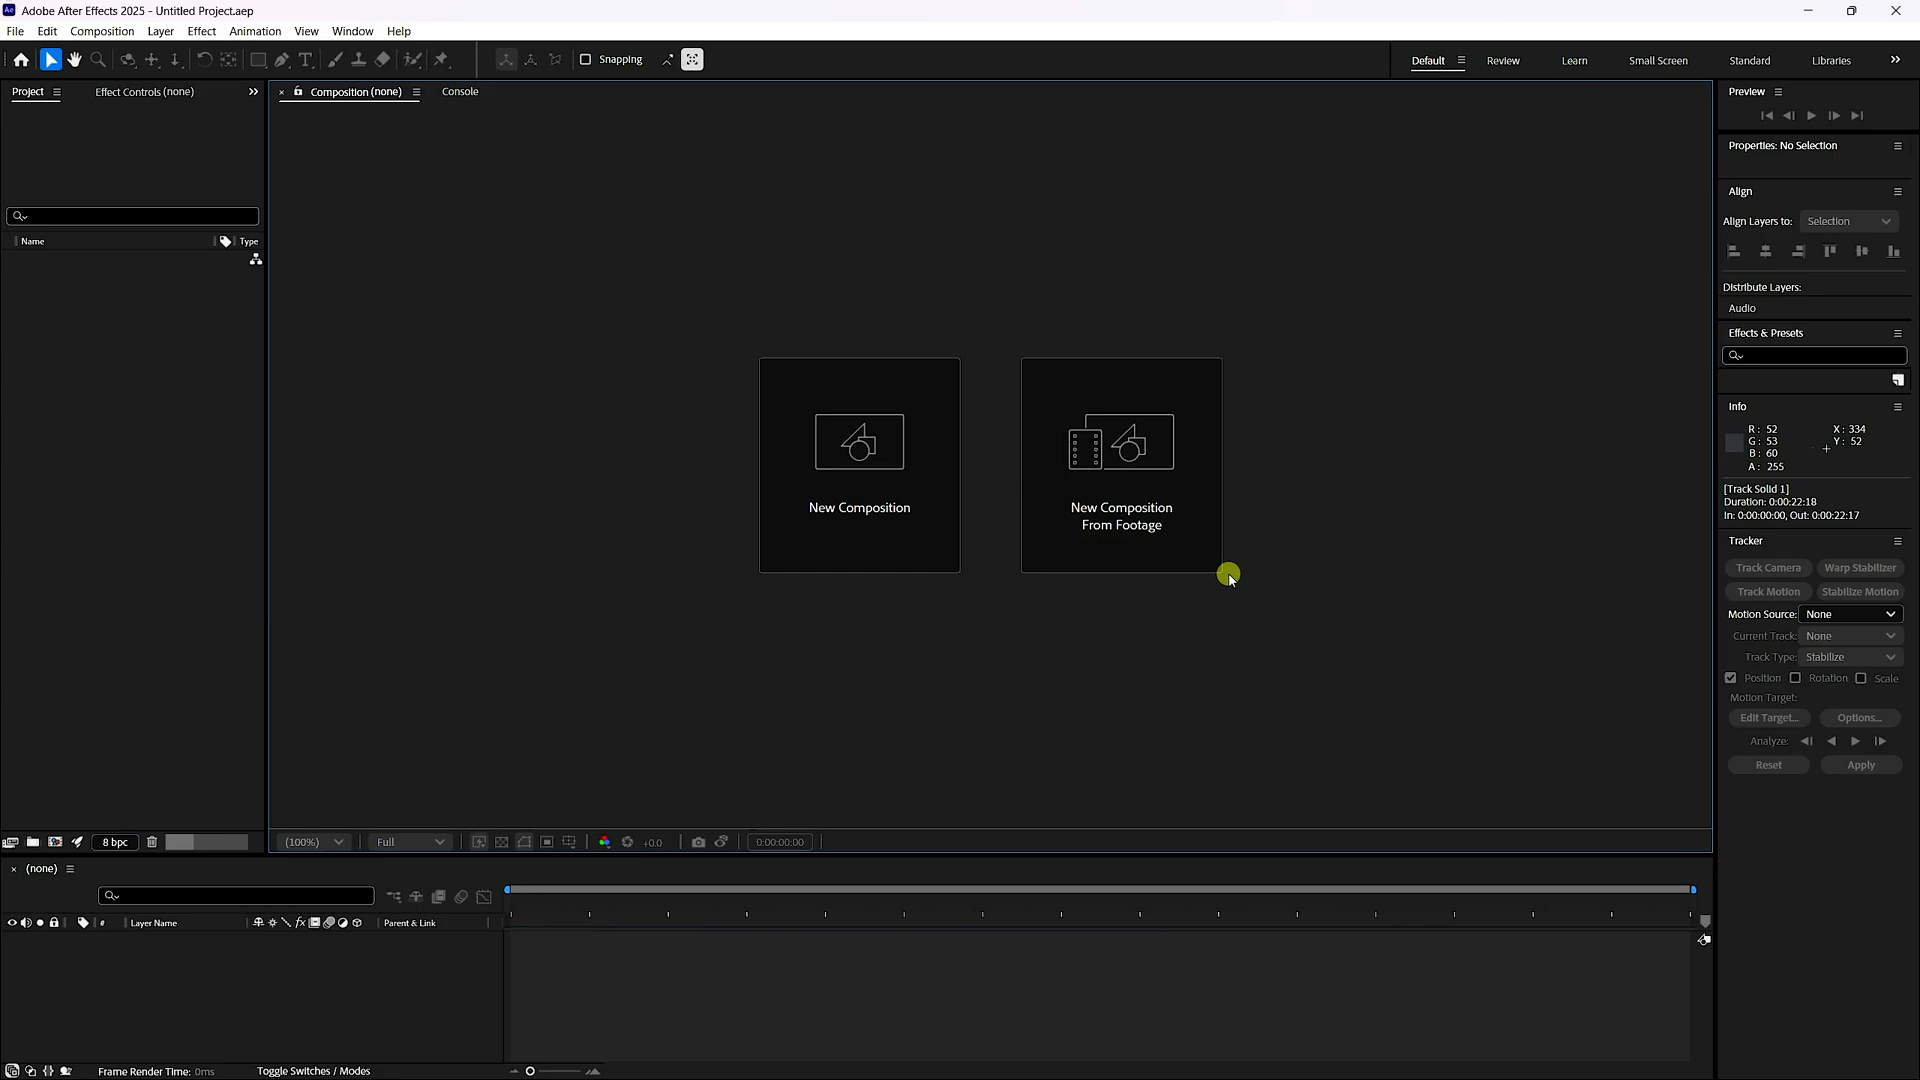 Adobe After Effects 2025 - Untitled Project.aep
File Edit Composition Layer Effect Animation View Window Help
Snapping
Default Review Learn Small Screen Standard Libraries
Project Effect Controls (none)
Composition (none) Console
Preview
Properties: No Selection
Align
Align Layers to: Selection
Distribute Layers:
Audio
Effects & Presets
Name Type
New Composition
New Composition
From Footage
Info
R: 52 X: 334
G: 53 Y: 52
B: 60
A: 255
[Track Solid 1]
Duration: 0:00:22:18
In: 0:00:00:00, Out: 0:00:22:17
Tracker
Track Camera Warp Stabilizer
Track Motion Stabilize Motion
Motion Source: None
Current Track: None
Track Type: Stabilize
Position Rotation Scale
Motion Target:
Edit Target... Options...
Analyze:
Reset Apply
8 bpc
(100%) Full +0.0 0:00:00:00
(none)
# Layer Name fx Parent & Link
Frame Render Time: 0ms Toggle Switches / Modes